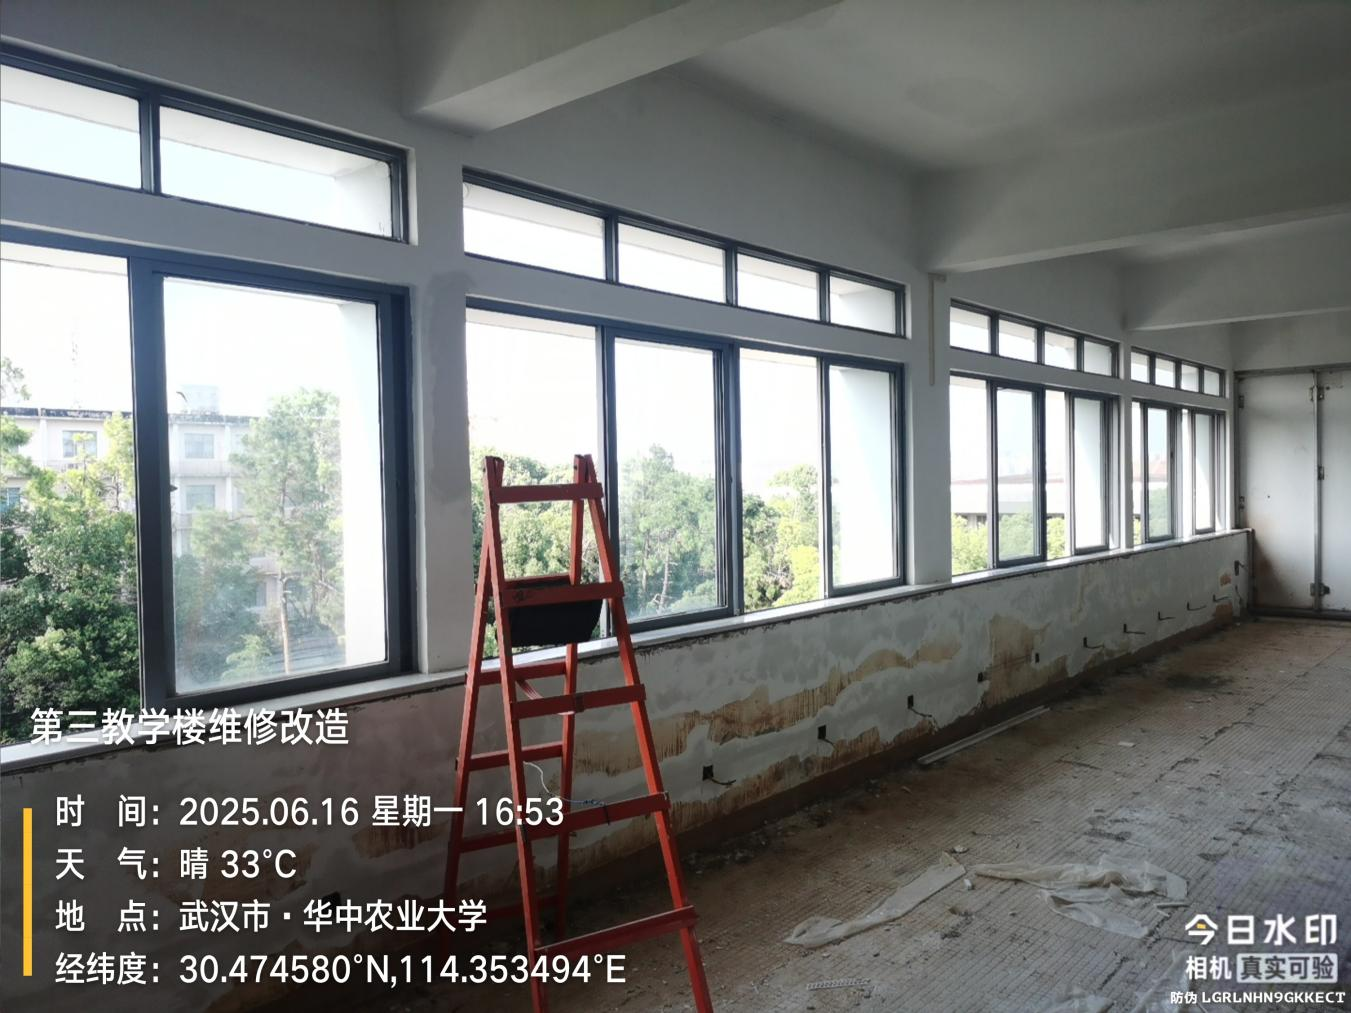 第三教学楼维修改造
时 间：2025.06.16 星期一 16:53
天 气：晴 33°C
地 点：武汉市·华中农业大学
经纬度：30.474580°N,114.353494°E
今日水印
相机 真实可验
防伪 LGRLNHN9GKKECT